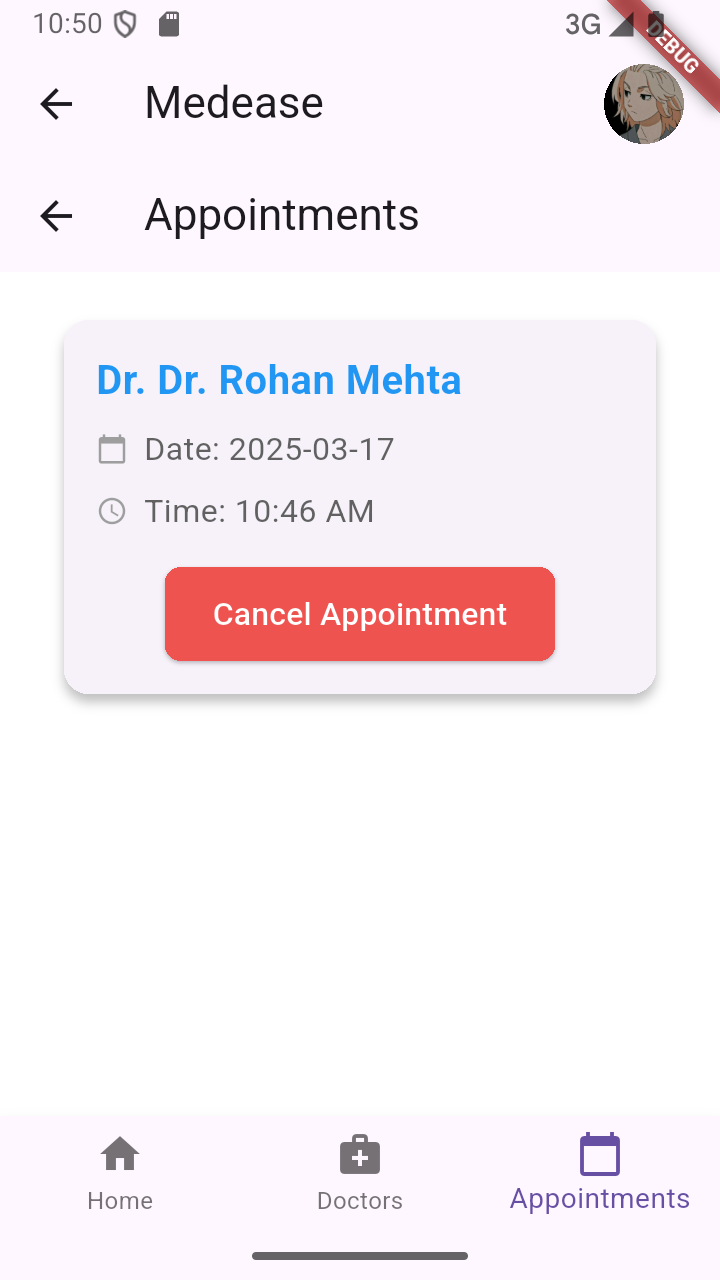 10:50
3G
DEBUG
Medease
Appointments
Dr. Dr. Rohan Mehta
Date: 2025-03-17
Time: 10:46 AM
Cancel Appointment
Home
Doctors
Appointments